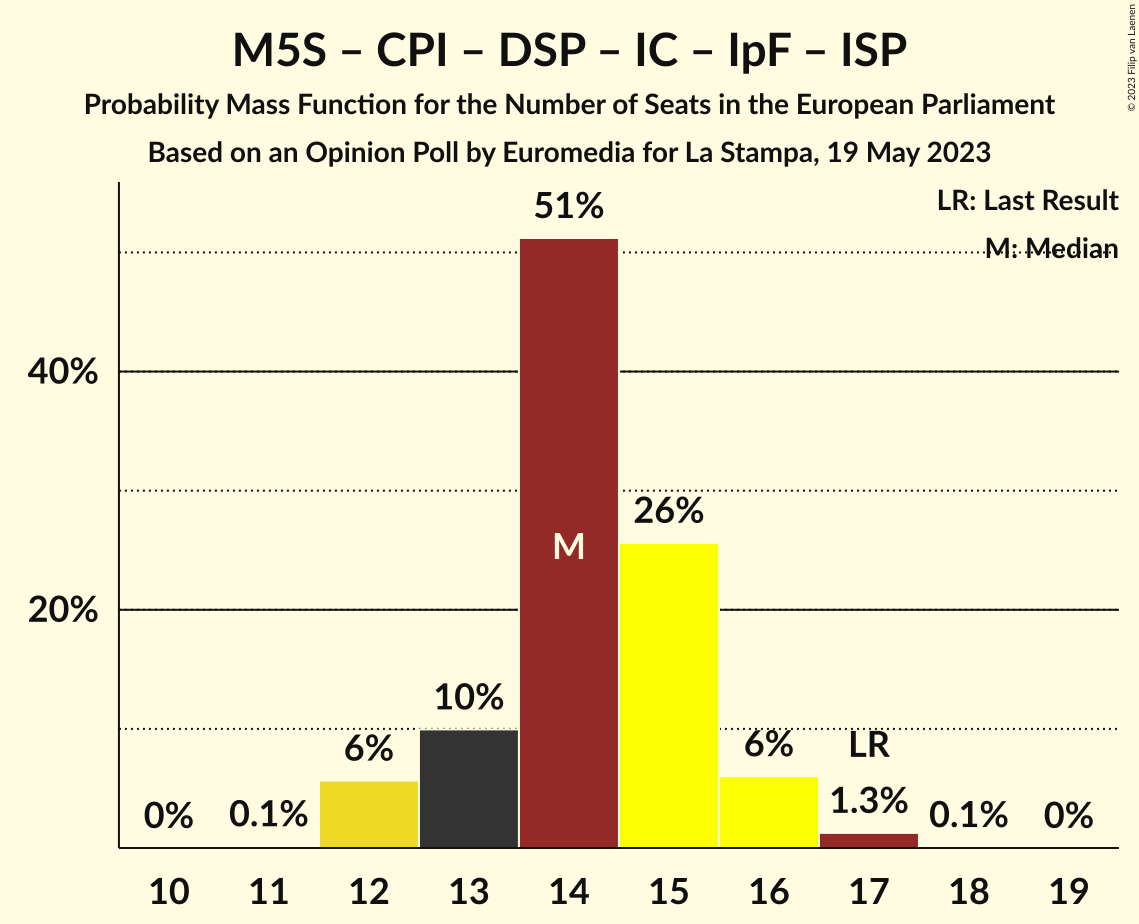 M5S – CPI – DSP – IC – IpF – ISP
Probability Mass Function for the Number of Seats in the European Parliament
Based on an Opinion Poll by Euromedia for La Stampa, 19 May 2023
© 2023 Filip van Laenen
LR: Last Result
M: Median
40%
20%
0%
0.1%
6%
10%
51%
M
26%
6%
LR
1.3%
0.1%
0%
10 11 12 13 14 15 16 17 18 19